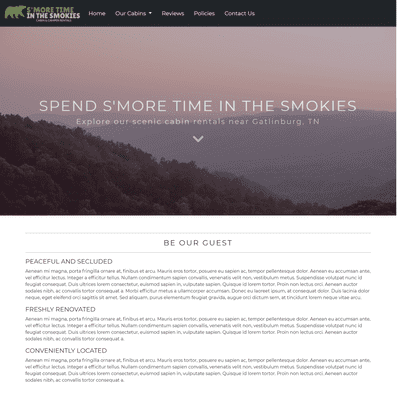 S'MORE TIME
IN THE SMOKIES
Home Our Cabins Reviews Policies Contact Us
SPEND S'MORE TIME IN THE SMOKIES
Explore our scenic cabin rentals near Gatlinburg, TN
BE OUR GUEST
PEACEFUL AND SECLUDED
Aenean mi magna, porta fringilla ornare at, finibus et arcu. Mauris eros tortor, posuere eu sapien ac, tempor pellentesque dolor. Aenean eu accumsan ante,
vel efficitur lectus. Integer a efficitur tellus. Nullam condimentum sapien convallis, venenatis velit non, vestibulum sem. Suspendisse volutpat nunc id
feugiat consequat. Duis ultrices lorem consectetur, euismod sapien in, vulputate sapien. Quisque id lorem tortor. Proin non lectus orci. Aenean auctor
sodales nibh, ac convallis tortor consequat a. Morbi efficitur metus a ullamcorper accumsan. Donec eu laoreet ipsum, at consequat dolor. Duis lacinia dolor
neque, eget eleifend orci sagittis sit amet. Sed aliquam, purus elementum feugiat gravida, augue orci dictum sem, at tincidunt lorem neque vitae arcu.
FRESHLY RENOVATED
Aenean mi magna, porta fringilla ornare at, finibus et arcu. Mauris eros tortor, posuere eu sapien ac, tempor pellentesque dolor. Aenean eu accumsan ante,
vel efficitur lectus. Integer a efficitur tellus. Nullam condimentum sapien convallis, venenatis velit non, vestibulum sem. Suspendisse volutpat nunc id
feugiat consequat. Duis ultrices lorem consectetur, euismod sapien in, vulputate sapien. Quisque id lorem tortor. Proin non lectus orci. Aenean auctor
sodales nibh, ac convallis tortor consequat a.
CONVENIENTLY LOCATED
Aenean mi magna, porta fringilla ornare at, finibus et arcu. Mauris eros tortor, posuere eu sapien ac, tempor pellentesque dolor. Aenean eu accumsan ante,
vel efficitur lectus. Integer a efficitur tellus. Nullam condimentum sapien convallis, venenatis velit non, vestibulum sem. Suspendisse volutpat nunc id
feugiat consequat. Duis ultrices lorem consectetur, euismod sapien in, vulputate sapien. Quisque id lorem tortor. Proin non lectus orci. Aenean auctor
sodales nibh, ac convallis tortor consequat a.